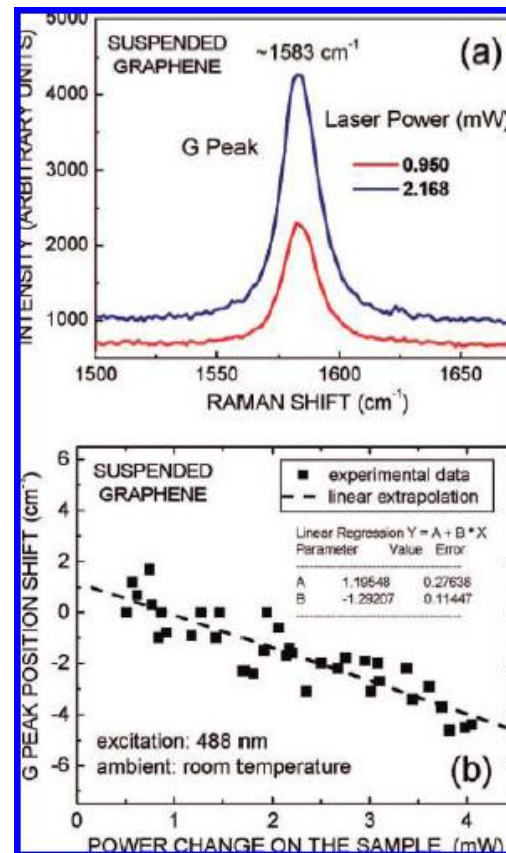 5000
4000
3000
2000
1000
INTENSITY (ARBITRARY UNITS)
SUSPENDED
GRAPHENE
~1583 cm⁻¹
(a)
G Peak
Laser Power (mW)
0.950
2.168
1500 1550 1600 1650
RAMAN SHIFT (cm⁻¹)
6
4
2
0
-2
-4
-6
G PEAK POSITION SHIFT (cm⁻¹)
SUSPENDED
GRAPHENE
experimental data
linear extrapolation
Linear Regression Y = A + B * X
Parameter Value Error
A 1.19548 0.27638
B -1.29207 0.11447
excitation: 488 nm
ambient: room temperature
(b)
0 1 2 3 4
POWER CHANGE ON THE SAMPLE (mW)